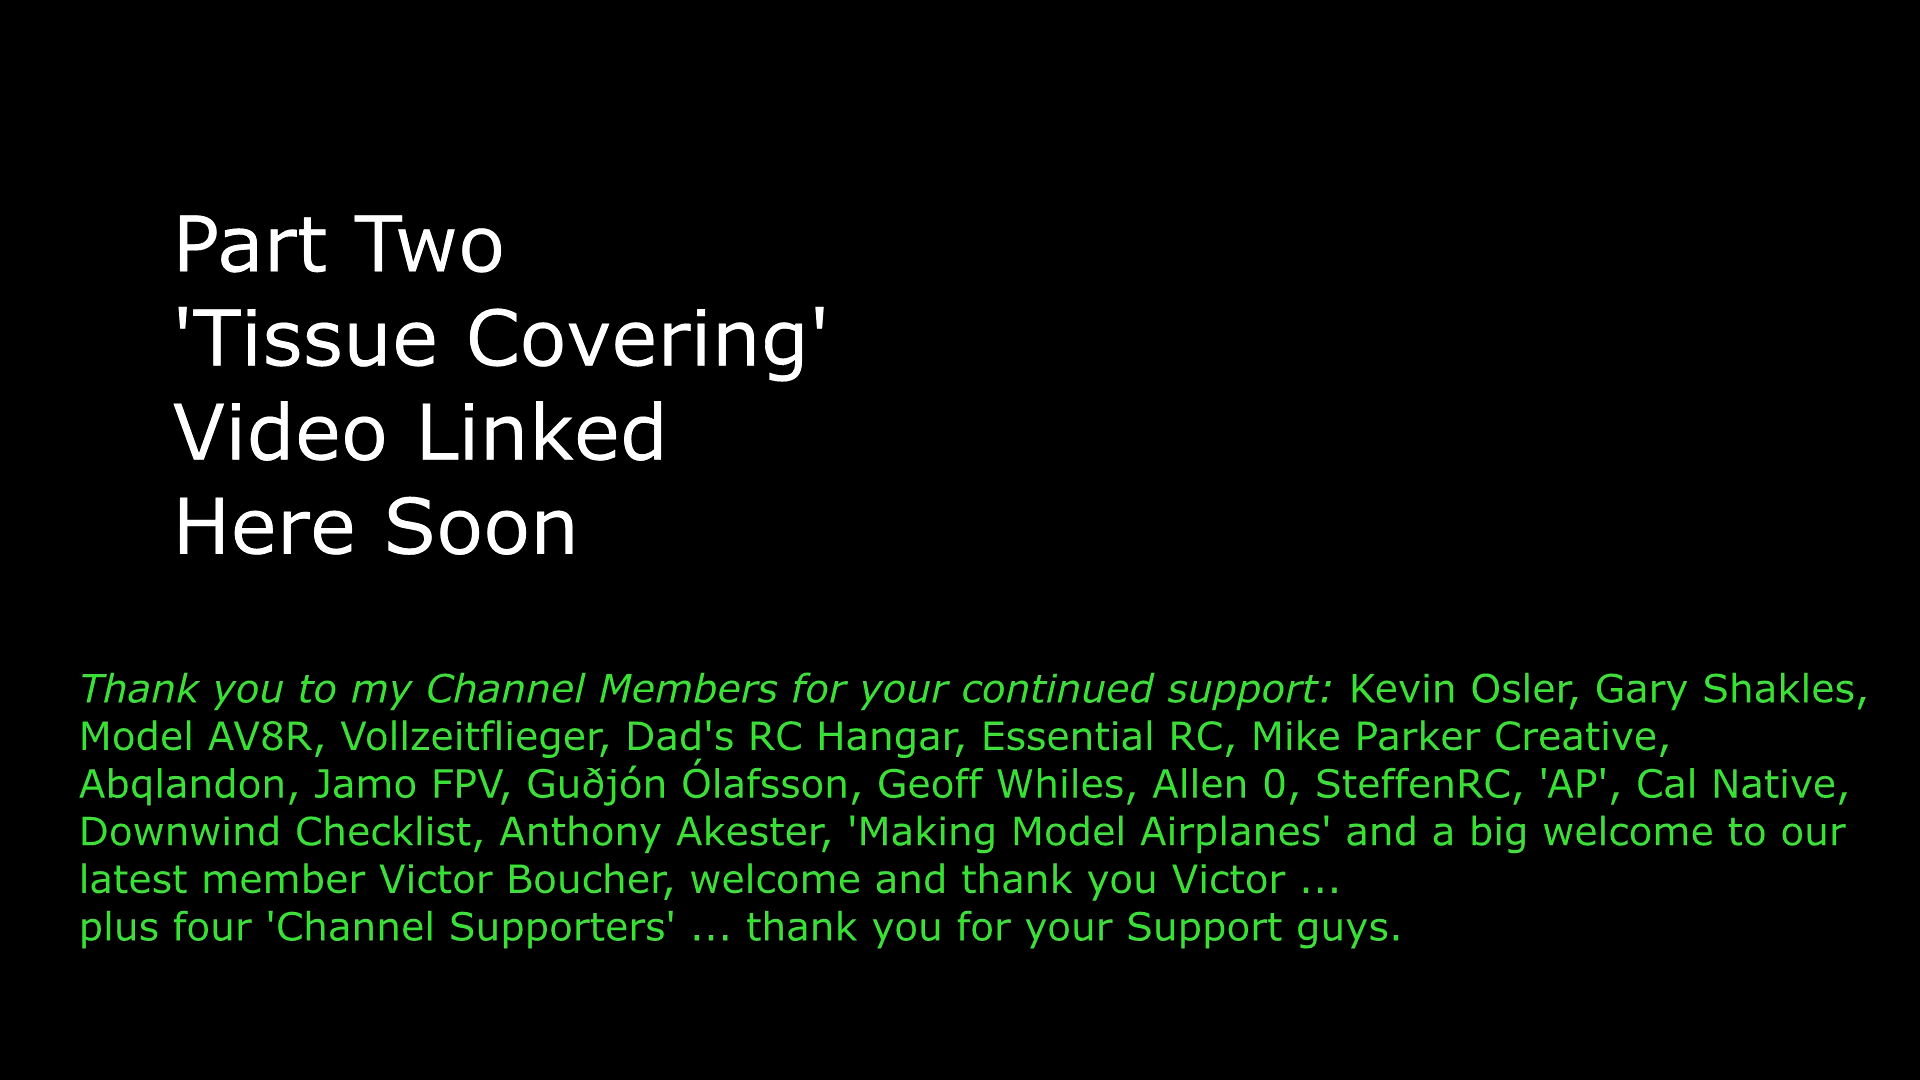 Part Two
'Tissue Covering'
Video Linked
Here Soon
Thank you to my Channel Members for your continued support: Kevin Osler, Gary Shakles,
Model AV8R, Vollzeitflieger, Dad's RC Hangar, Essential RC, Mike Parker Creative,
Abqlandon, Jamo FPV, Guðjón Ólafsson, Geoff Whiles, Allen 0, SteffenRC, 'AP', Cal Native,
Downwind Checklist, Anthony Akester, 'Making Model Airplanes' and a big welcome to our
latest member Victor Boucher, welcome and thank you Victor ...
plus four 'Channel Supporters' ... thank you for your Support guys.